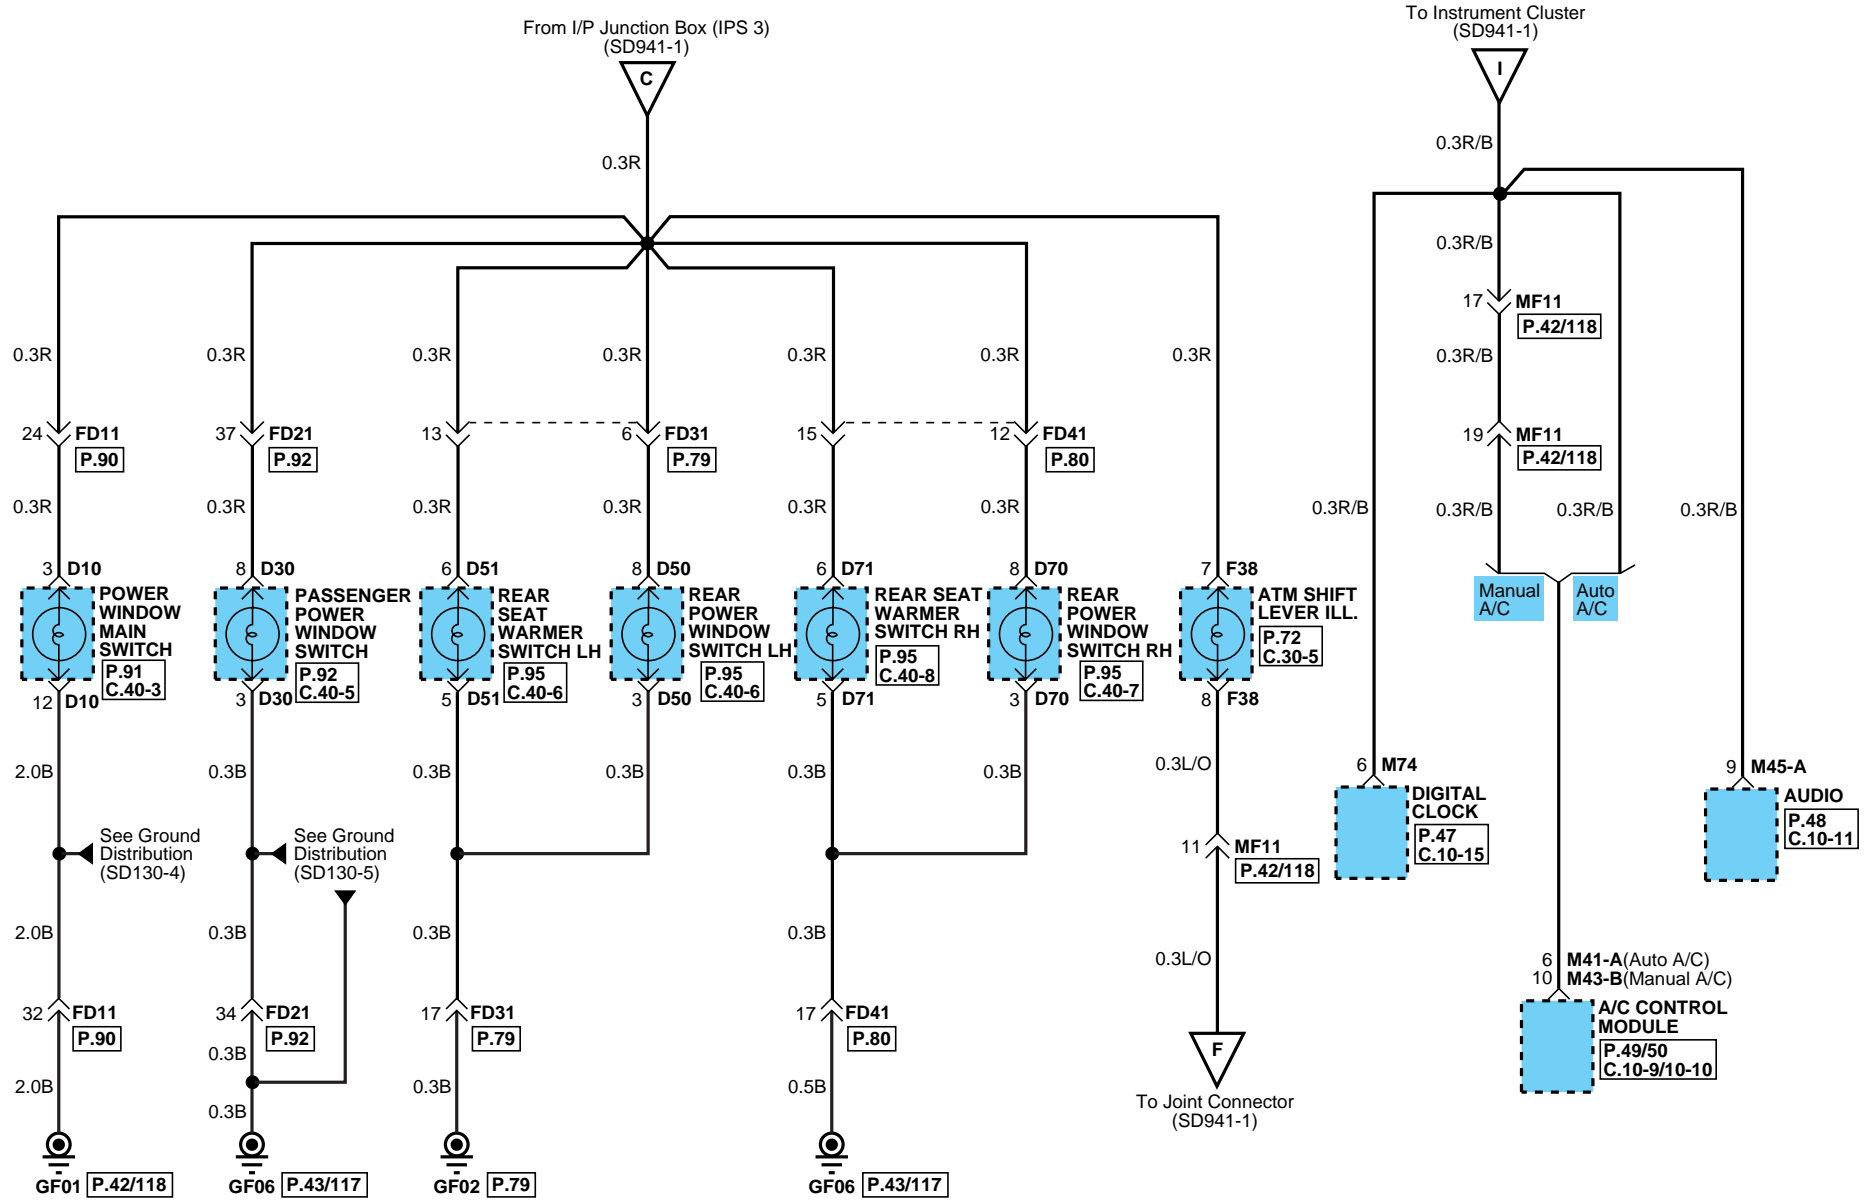 From I/P Junction Box (IPS 3)
(SD941-1)
C
To Instrument Cluster
(SD941-1)
I
0.3R
0.3R/B
0.3R/B
17 MF11
P.42/118
0.3R 0.3R 0.3R 0.3R 0.3R 0.3R 0.3R
0.3R/B
24 FD11
P.90
37 FD21
P.92
13
6 FD31
P.79
15
12 FD41
P.80
19 MF11
P.42/118
0.3R 0.3R 0.3R 0.3R 0.3R 0.3R
0.3R/B 0.3R/B 0.3R/B 0.3R/B
3 D10
POWER
WINDOW
MAIN
SWITCH
P.91
C.40-3
12 D10
8 D30
PASSENGER
POWER
WINDOW
SWITCH
P.92
C.40-5
3 D30
6 D51
REAR
SEAT
WARMER
SWITCH LH
P.95
C.40-6
5 D51
8 D50
REAR
POWER
WINDOW
SWITCH LH
P.95
C.40-6
3 D50
6 D71
REAR SEAT
WARMER
SWITCH RH
P.95
C.40-8
5 D71
8 D70
REAR
POWER
WINDOW
SWITCH RH
P.95
C.40-7
3 D70
7 F38
ATM SHIFT
LEVER ILL.
P.72
C.30-5
8 F38
Manual
A/C
Auto
A/C
2.0B 0.3B 0.3B 0.3B 0.3B 0.3B 0.3L/O
6 M74
DIGITAL
CLOCK
P.47
C.10-15
9 M45-A
AUDIO
P.48
C.10-11
See Ground
Distribution
(SD130-4)
See Ground
Distribution
(SD130-5)
11 MF11
P.42/118
2.0B 0.3B 0.3B 0.3B
0.3L/O
6 M41-A(Auto A/C)
10 M43-B(Manual A/C)
A/C CONTROL
MODULE
P.49/50
C.10-9/10-10
32 FD11
P.90
34 FD21
P.92
17 FD31
P.79
17 FD41
P.80
0.3B
2.0B
0.3B
0.3B
0.5B
F
To Joint Connector
(SD941-1)
GF01 P.42/118
GF06 P.43/117
GF02 P.79
GF06 P.43/117